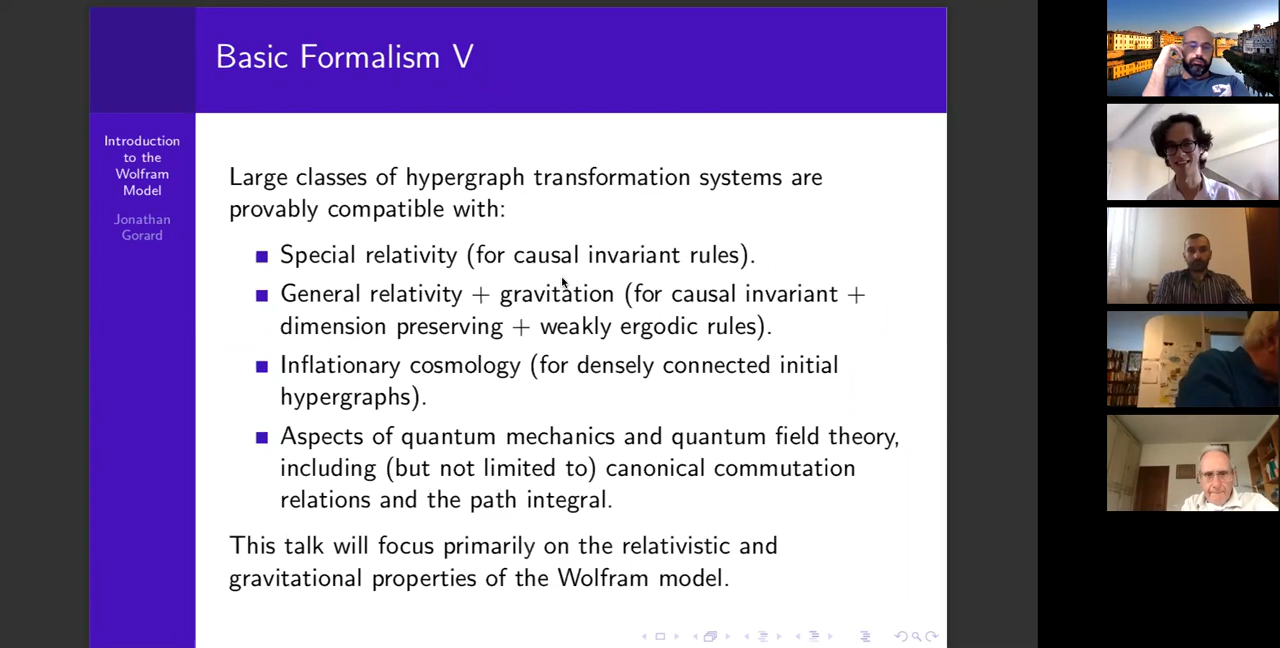 Basic Formalism V
Introduction
to the
Wolfram
Model
Jonathan
Gorard
Large classes of hypergraph transformation systems are
provably compatible with:
Special relativity (for causal invariant rules).
General relativity + gravitation (for causal invariant +
dimension preserving + weakly ergodic rules).
Inflationary cosmology (for densely connected initial
hypergraphs).
Aspects of quantum mechanics and quantum field theory,
including (but not limited to) canonical commutation
relations and the path integral.
This talk will focus primarily on the relativistic and
gravitational properties of the Wolfram model.